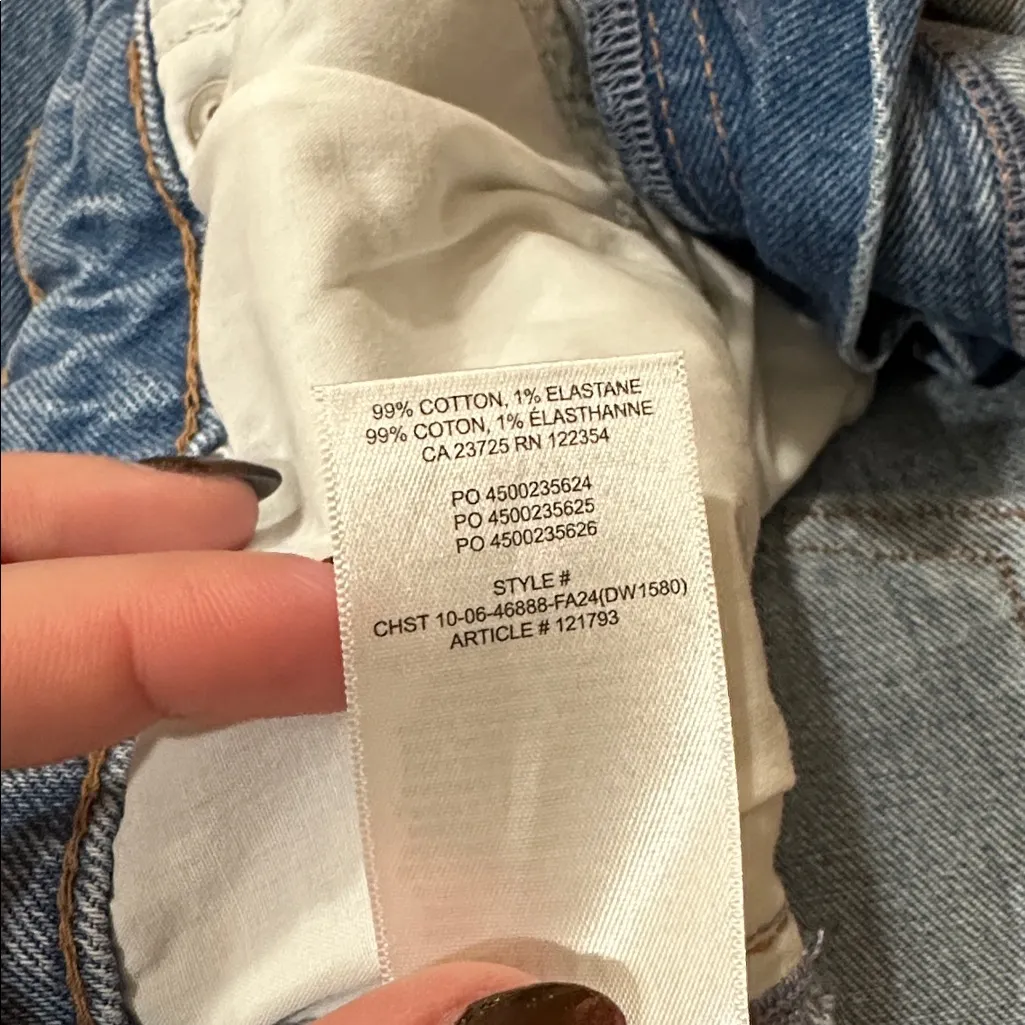 99% COTTON, 1% ELASTANE
99% COTON, 1% ÉLASTHANNE
CA 23725 RN 122354
PO 4500235624
PO 4500235625
PO 4500235626
STYLE #
CHST 10-06-46888-FA24(DW1580)
ARTICLE # 121793